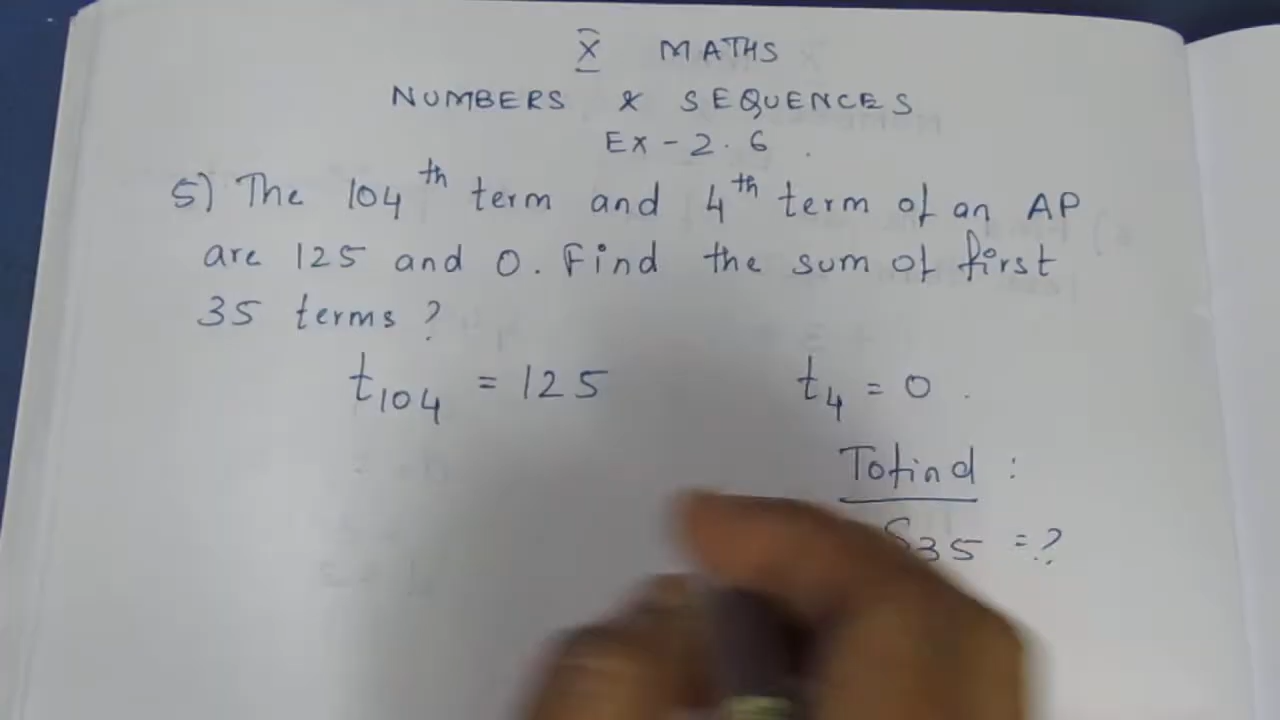 X MATHS
NUMBERS & SEQUENCES
Ex - 2.6
5) The 104th term and 4th term of an AP
are 125 and 0. Find the sum of first
35 terms ?
t104 = 125 t4 = 0
To find :
S35 = ?